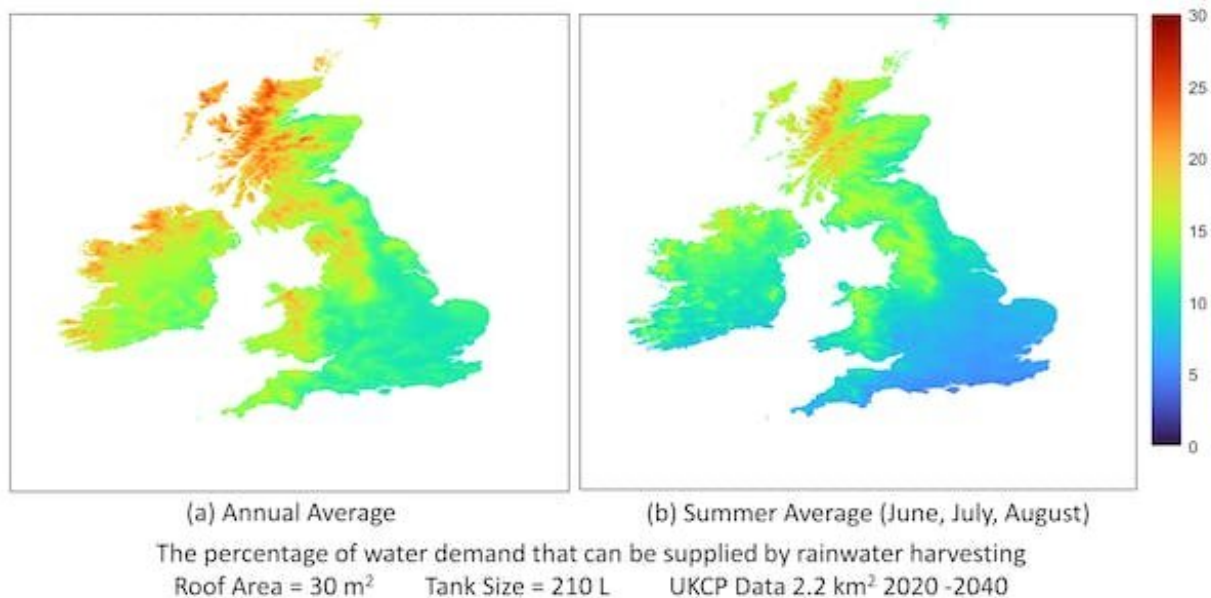 30
25
20
15
10
5
0
(a) Annual Average
(b) Summer Average (June, July, August)
The percentage of water demand that can be supplied by rainwater harvesting
Roof Area = 30 m² Tank Size = 210 L UKCP Data 2.2 km² 2020 -2040